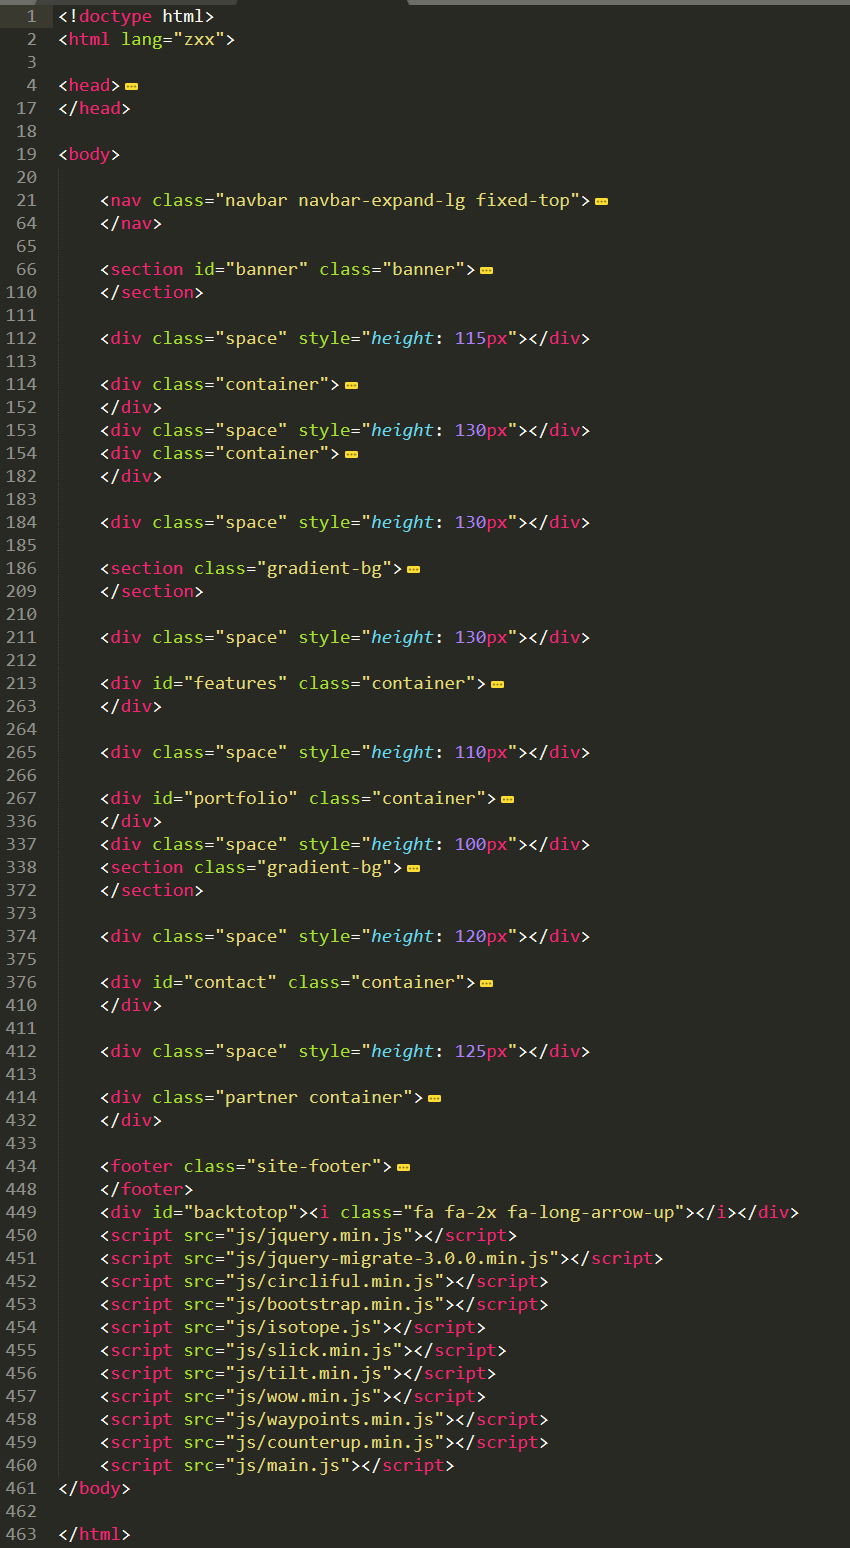 1 <!doctype html>
2 <html lang="zxx">
3
4 <head>
17 </head>
18
19 <body>
20
21 <nav class="navbar navbar-expand-lg fixed-top">
64 </nav>
65
66 <section id="banner" class="banner">
110 </section>
111
112 <div class="space" style="height: 115px"></div>
113
114 <div class="container">
152 </div>
153 <div class="space" style="height: 130px"></div>
154 <div class="container">
182 </div>
183
184 <div class="space" style="height: 130px"></div>
185
186 <section class="gradient-bg">
209 </section>
210
211 <div class="space" style="height: 130px"></div>
212
213 <div id="features" class="container">
263 </div>
264
265 <div class="space" style="height: 110px"></div>
266
267 <div id="portfolio" class="container">
336 </div>
337 <div class="space" style="height: 100px"></div>
338 <section class="gradient-bg">
372 </section>
373
374 <div class="space" style="height: 120px"></div>
375
376 <div id="contact" class="container">
410 </div>
411
412 <div class="space" style="height: 125px"></div>
413
414 <div class="partner container">
432 </div>
433
434 <footer class="site-footer">
448 </footer>
449 <div id="backtotop"><i class="fa fa-2x fa-long-arrow-up"></i></div>
450 <script src="js/jquery.min.js"></script>
451 <script src="js/jquery-migrate-3.0.0.min.js"></script>
452 <script src="js/circliful.min.js"></script>
453 <script src="js/bootstrap.min.js"></script>
454 <script src="js/isotope.js"></script>
455 <script src="js/slick.min.js"></script>
456 <script src="js/tilt.min.js"></script>
457 <script src="js/wow.min.js"></script>
458 <script src="js/waypoints.min.js"></script>
459 <script src="js/counterup.min.js"></script>
460 <script src="js/main.js"></script>
461 </body>
462
463 </html>